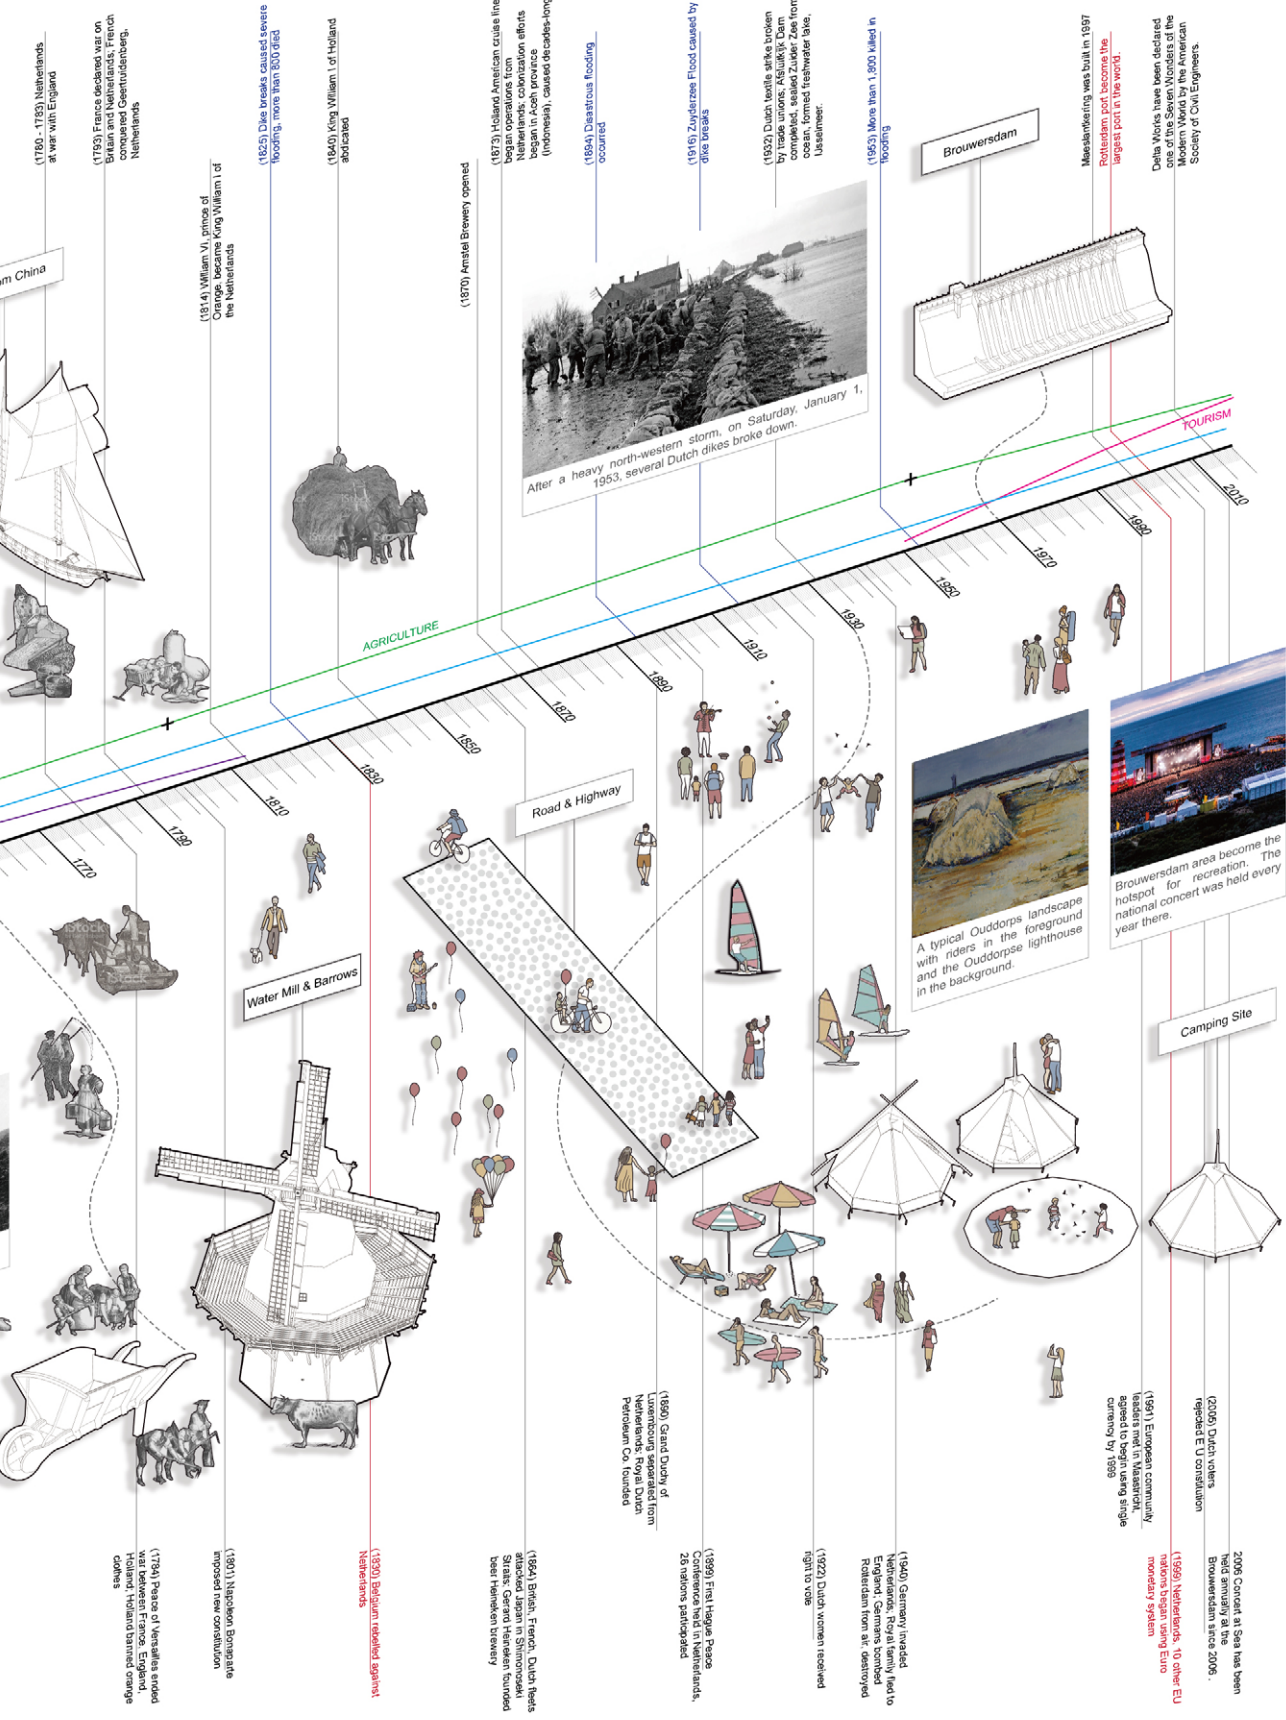 (1780 - 1783) Netherlands
at war with England
(1793) France declared war on
Britain and Netherlands; French
conquered Geertruidenberg,
Netherlands
(1814) William VI, prince of
Orange, became King William I of
the Netherlands
(1825) Dike breaks caused severe
flooding, more than 800 died
(1840) King William I of Holland
abdicated
(1870) Amstel Brewery opened
(1873) Holland American cruise line
began operations from
Netherlands; colonization efforts
began in Aceh province
(Indonesia), caused decades-long
(1894) Disastrous flooding
occured
(1916) Zuyderzee Flood caused by
dike breaks
(1932) Dutch textile strike broken
by trade unions; Afsluitkijk Dam
completed, sealed Zuider Zee from
ocean, formed freshwater lake,
IJsselmeer.
(1953) More than 1,800 killed in
flooding
Maeslantkering was built in 1997
Rotterdam port become the
largest port in the world.
Delta Works have been declared
one of the Seven Wonders of the
Modern World by the American
Society of Civil Engineers.
om China
Brouwersdam
After a heavy north-western storm, on Saturday, January 1,
1953, several Dutch dikes broke down.
TOURISM
AGRICULTURE
1770
1790
1810
1830
1850
1870
1890
1910
1930
1950
1970
1990
2010
iStock
iStock
Road & Highway
Water Mill & Barrows
Camping Site
A typical Ouddorps landscape
with riders in the foreground
and the Ouddorpse lighthouse
in the background.
Brouwersdam area become the
hotspot for recreation. The
national concert was held every
year there.
(1784) Peace of Versailles ended
war between France, England,
Holland; Holland banned orange
clothes
(1801) Napoleon Bonaparte
imposed new constitution
(1830) Belgium rebelled against
Netherlands
(1864) British, French, Dutch fleets
attacked Japan in Shimonoseki
Straits; Gerard Heineken founded
beer Heineken brewery
(1890) Grand Duchy of
Luxembourg separated from
Netherlands; Royal Dutch
Petroleum Co. founded
(1899) First Hague Peace
Conference held in Netherlands,
26 nations participated
(1922) Dutch women received
right to vote
(1940) Germany invaded
Netherlands; Royal family fled to
England; Germans bombed
Rotterdam from air, destroyed
(1991) European community
leaders met in Maastricht,
agreed to begin using single
currency by 1999
(1999) Netherlands, 10 other EU
nations began using Euro
monetary system
(2005) Dutch voters
rejected EU constitution
2006 Concert at Sea has been
held annually at the
Brouwersdam since 2006 .